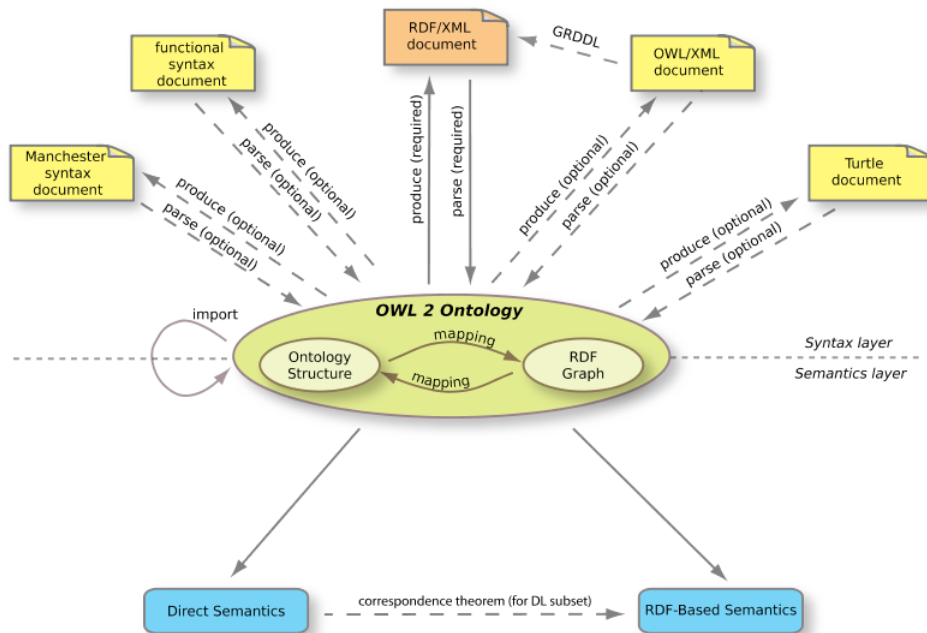 RDF/XML
document
GRDDL
functional
syntax
document
OWL/XML
document
Manchester
syntax
document
Turtle
document
produce (optional)
parse (optional)
produce (optional)
parse (optional)
produce (required)
parse (required)
produce (optional)
parse (optional)
produce (optional)
parse (optional)
import
OWL 2 Ontology
mapping
Ontology
Structure
RDF
Graph
mapping
Syntax layer
Semantics layer
Direct Semantics
correspondence theorem (for DL subset)
RDF-Based Semantics